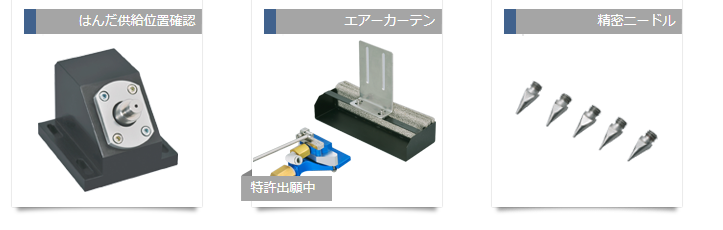 はんだ供給位置確認
エアーカーテン
精密ニードル
特許出願中